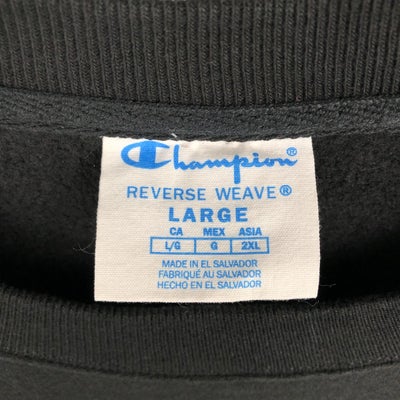 Champion
REVERSE WEAVE®
LARGE
CA MEX ASIA
L/G G 2XL
MADE IN EL SALVADOR
FABRIQUÉ AU SALVADOR
HECHO EN EL SALVADOR